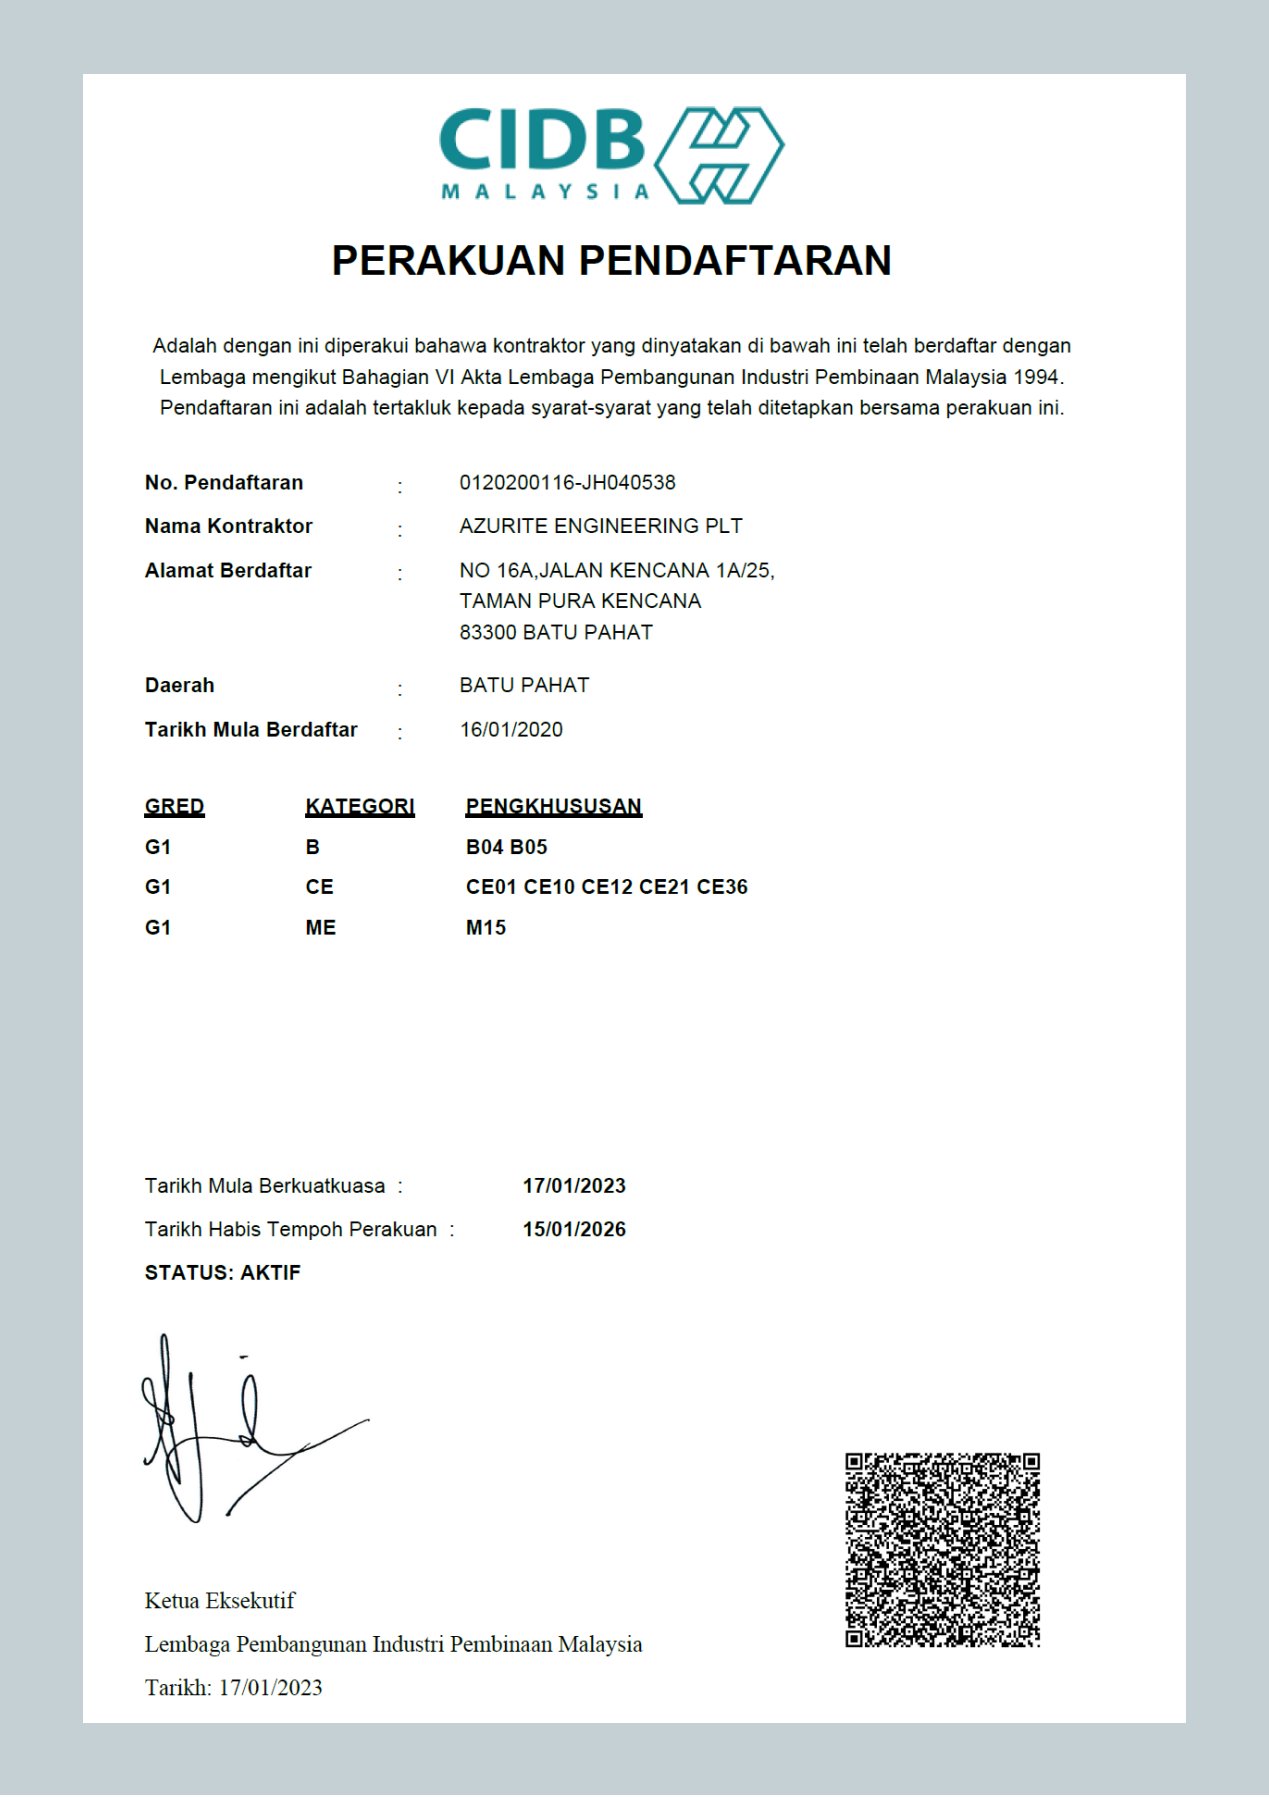 CIDB
MALAYSIA
PERAKUAN PENDAFTARAN
Adalah dengan ini diperakui bahawa kontraktor yang dinyatakan di bawah ini telah berdaftar dengan
Lembaga mengikut Bahagian VI Akta Lembaga Pembangunan Industri Pembinaan Malaysia 1994.
Pendaftaran ini adalah tertakluk kepada syarat-syarat yang telah ditetapkan bersama perakuan ini.
No. Pendaftaran : 0120200116-JH040538
Nama Kontraktor : AZURITE ENGINEERING PLT
Alamat Berdaftar : NO 16A,JALAN KENCANA 1A/25,
TAMAN PURA KENCANA
83300 BATU PAHAT
Daerah : BATU PAHAT
Tarikh Mula Berdaftar : 16/01/2020
GRED KATEGORI PENGKHUSUSAN
G1 B B04 B05
G1 CE CE01 CE10 CE12 CE21 CE36
G1 ME M15
Tarikh Mula Berkuatkuasa : 17/01/2023
Tarikh Habis Tempoh Perakuan : 15/01/2026
STATUS: AKTIF
Ketua Eksekutif
Lembaga Pembangunan Industri Pembinaan Malaysia
Tarikh: 17/01/2023